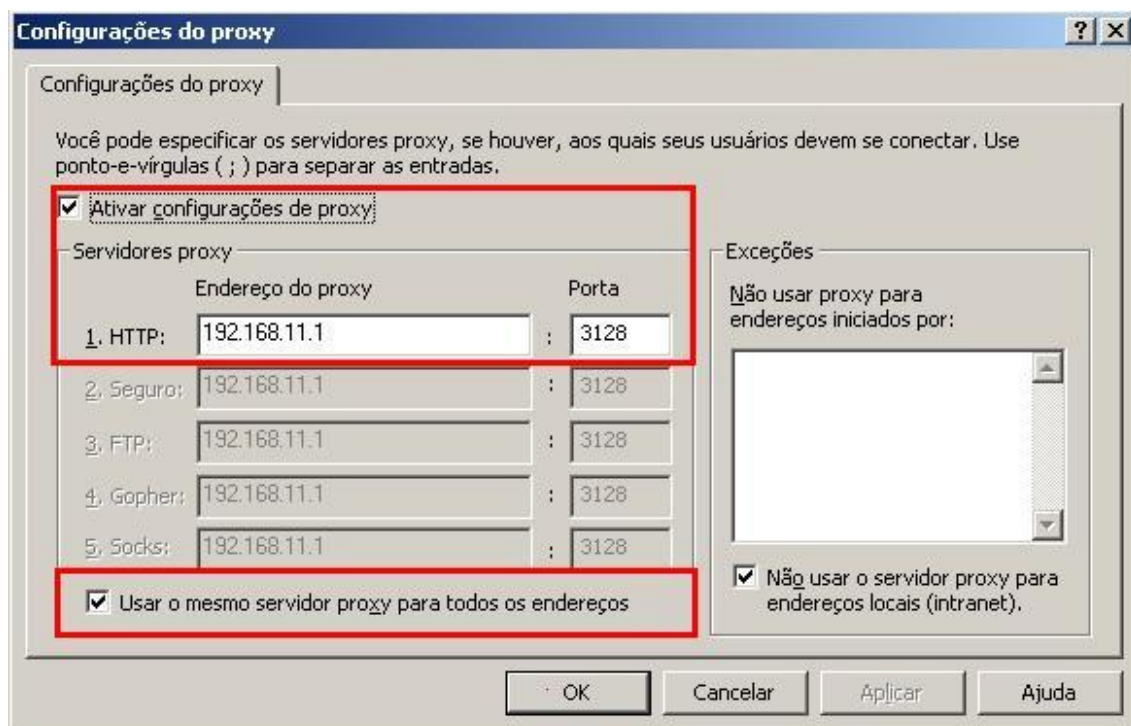 Configurações do proxy
Configurações do proxy
Você pode especificar os servidores proxy, se houver, aos quais seus usuários devem se conectar. Use
ponto-e-vírgulas ( ; ) para separar as entradas.
Ativar configurações de proxy
Servidores proxy
Endereço do proxy Porta
1. HTTP: 192.168.11.1 : 3128
2. Seguro: 192.168.11.1 : 3128
3. FTP: 192.168.11.1 : 3128
4. Gopher: 192.168.11.1 : 3128
5. Socks: 192.168.11.1 : 3128
Usar o mesmo servidor proxy para todos os endereços
Exceções
Não usar proxy para
endereços iniciados por:
Não usar o servidor proxy para
endereços locais (intranet).
OK Cancelar Aplicar Ajuda